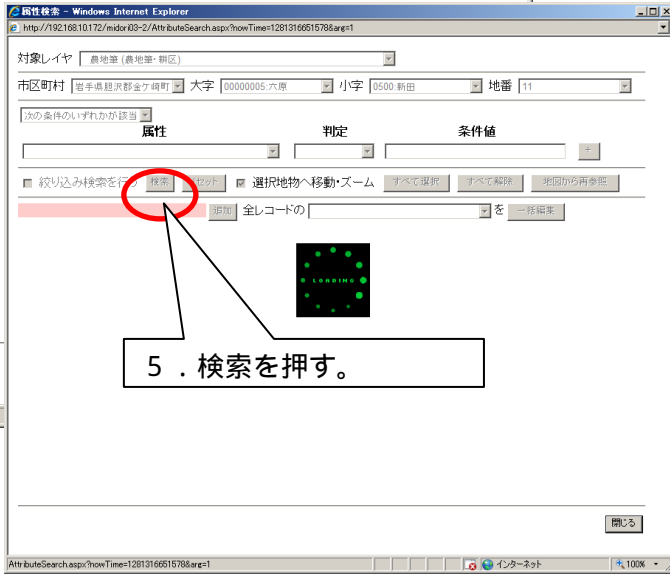 属性検索 - Windows Internet Explorer
http://192.168.10.172/midori03-2/AttributeSearch.aspx?nowTime=1281316651578&arg=1
対象レイヤ 農地筆(農地筆・耕区)
市区町村 岩手県胆沢郡金ケ崎町 大字 00000005:六原 小字 0500:新田 地番 11
次の条件のいずれかが該当
属性 判定 条件値
+
絞り込み検索を行う 検索 セット 選択地物へ移動・ズーム すべて選択 すべて解除 地図から再参照
追加 全レコードの を 一括編集
LOADING
5.検索を押す。
閉じる
AttributeSearch.aspx?nowTime=1281316651578&arg=1 インターネット 100%